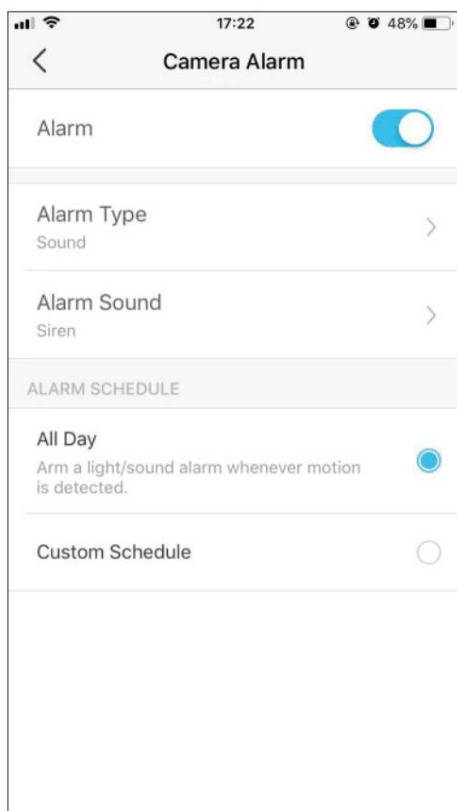 17:22
48%
Camera Alarm
Alarm
Alarm Type
Sound
Alarm Sound
Siren
ALARM SCHEDULE
All Day
Arm a light/sound alarm whenever motion
is detected.
Custom Schedule